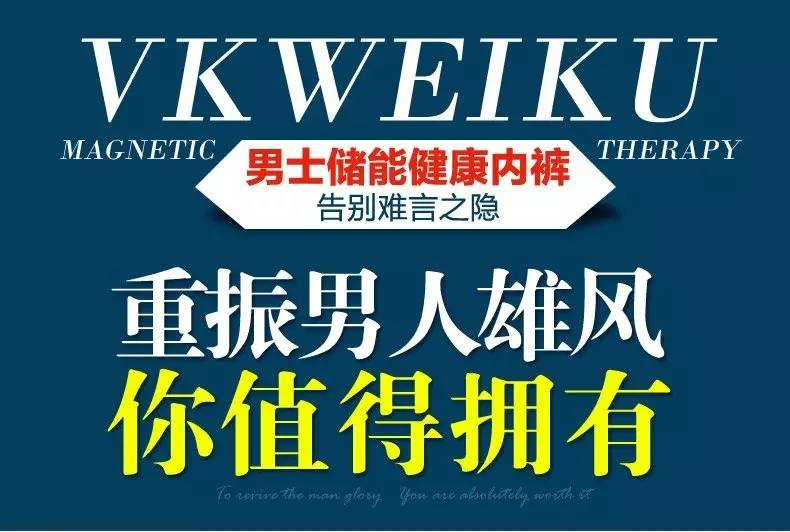 VKWEIKU
MAGNETIC THERAPY
男士储能健康内裤
告别难言之隐
重振男人雄风
你值得拥有
To revive the man glory You are absolutely worth it